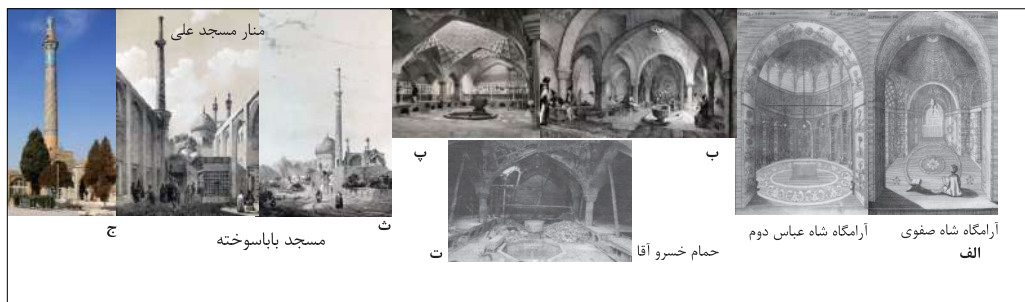 منار مسجد علی
پ
ب
ج
ث
مسجد باباسوخته
ت
حمام خسرو آقا
آرامگاه شاه عباس دوم
آرامگاه شاه صفوی
الف